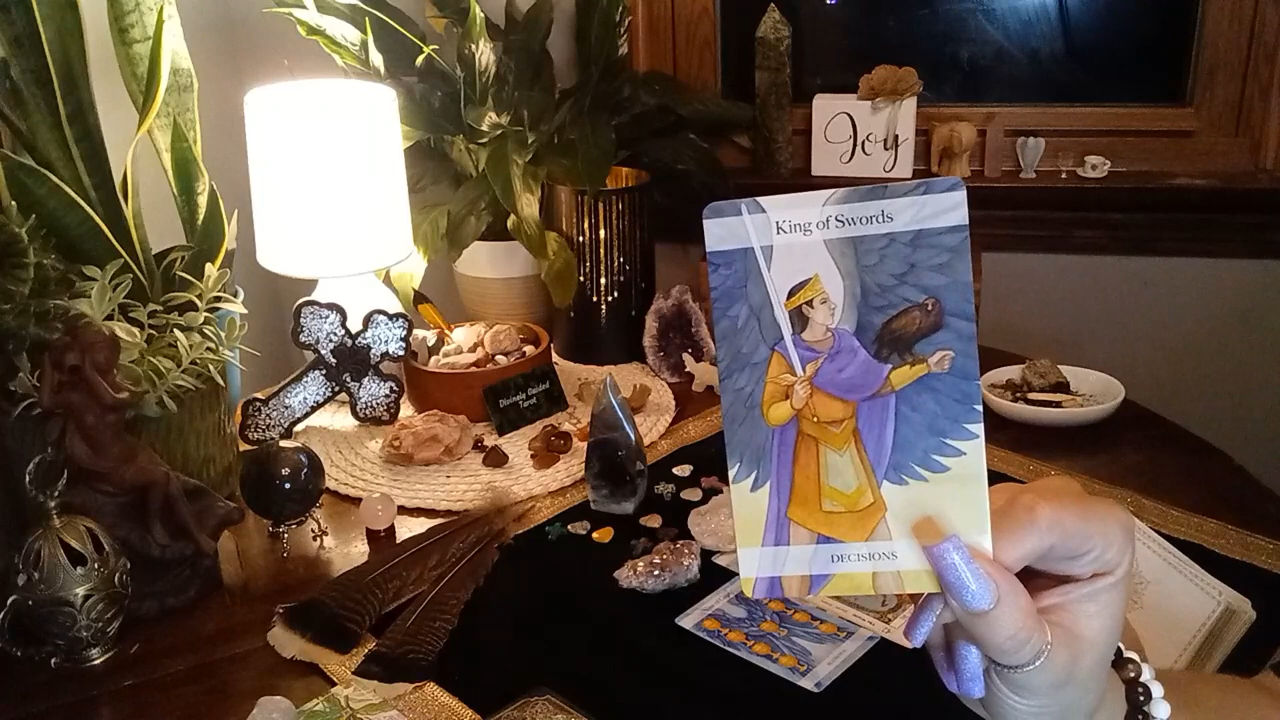 Joy
King of Swords
Divinely Guided
Tarot
DECISIONS